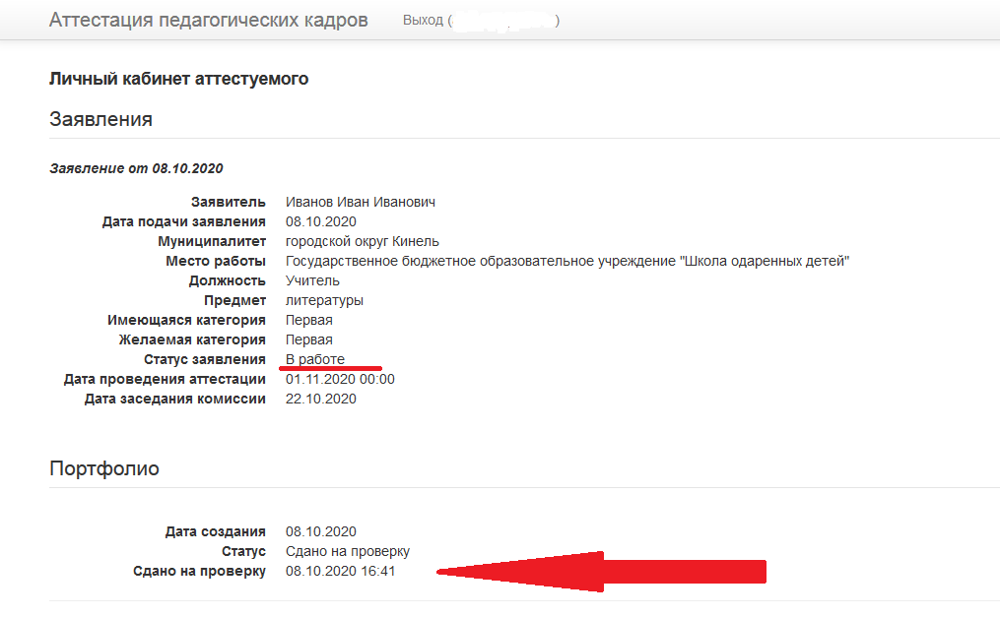 Аттестация педагогических кадров Выход ( )
Личный кабинет аттестуемого
Заявления
Заявление от 08.10.2020
Заявитель Иванов Иван Иванович
Дата подачи заявления 08.10.2020
Муниципалитет городской округ Кинель
Место работы Государственное бюджетное образовательное учреждение "Школа одаренных детей"
Должность Учитель
Предмет литературы
Имеющаяся категория Первая
Желаемая категория Первая
Статус заявления В работе
Дата проведения аттестации 01.11.2020 00:00
Дата заседания комиссии 22.10.2020
Портфолио
Дата создания 08.10.2020
Статус Сдано на проверку
Сдано на проверку 08.10.2020 16:41